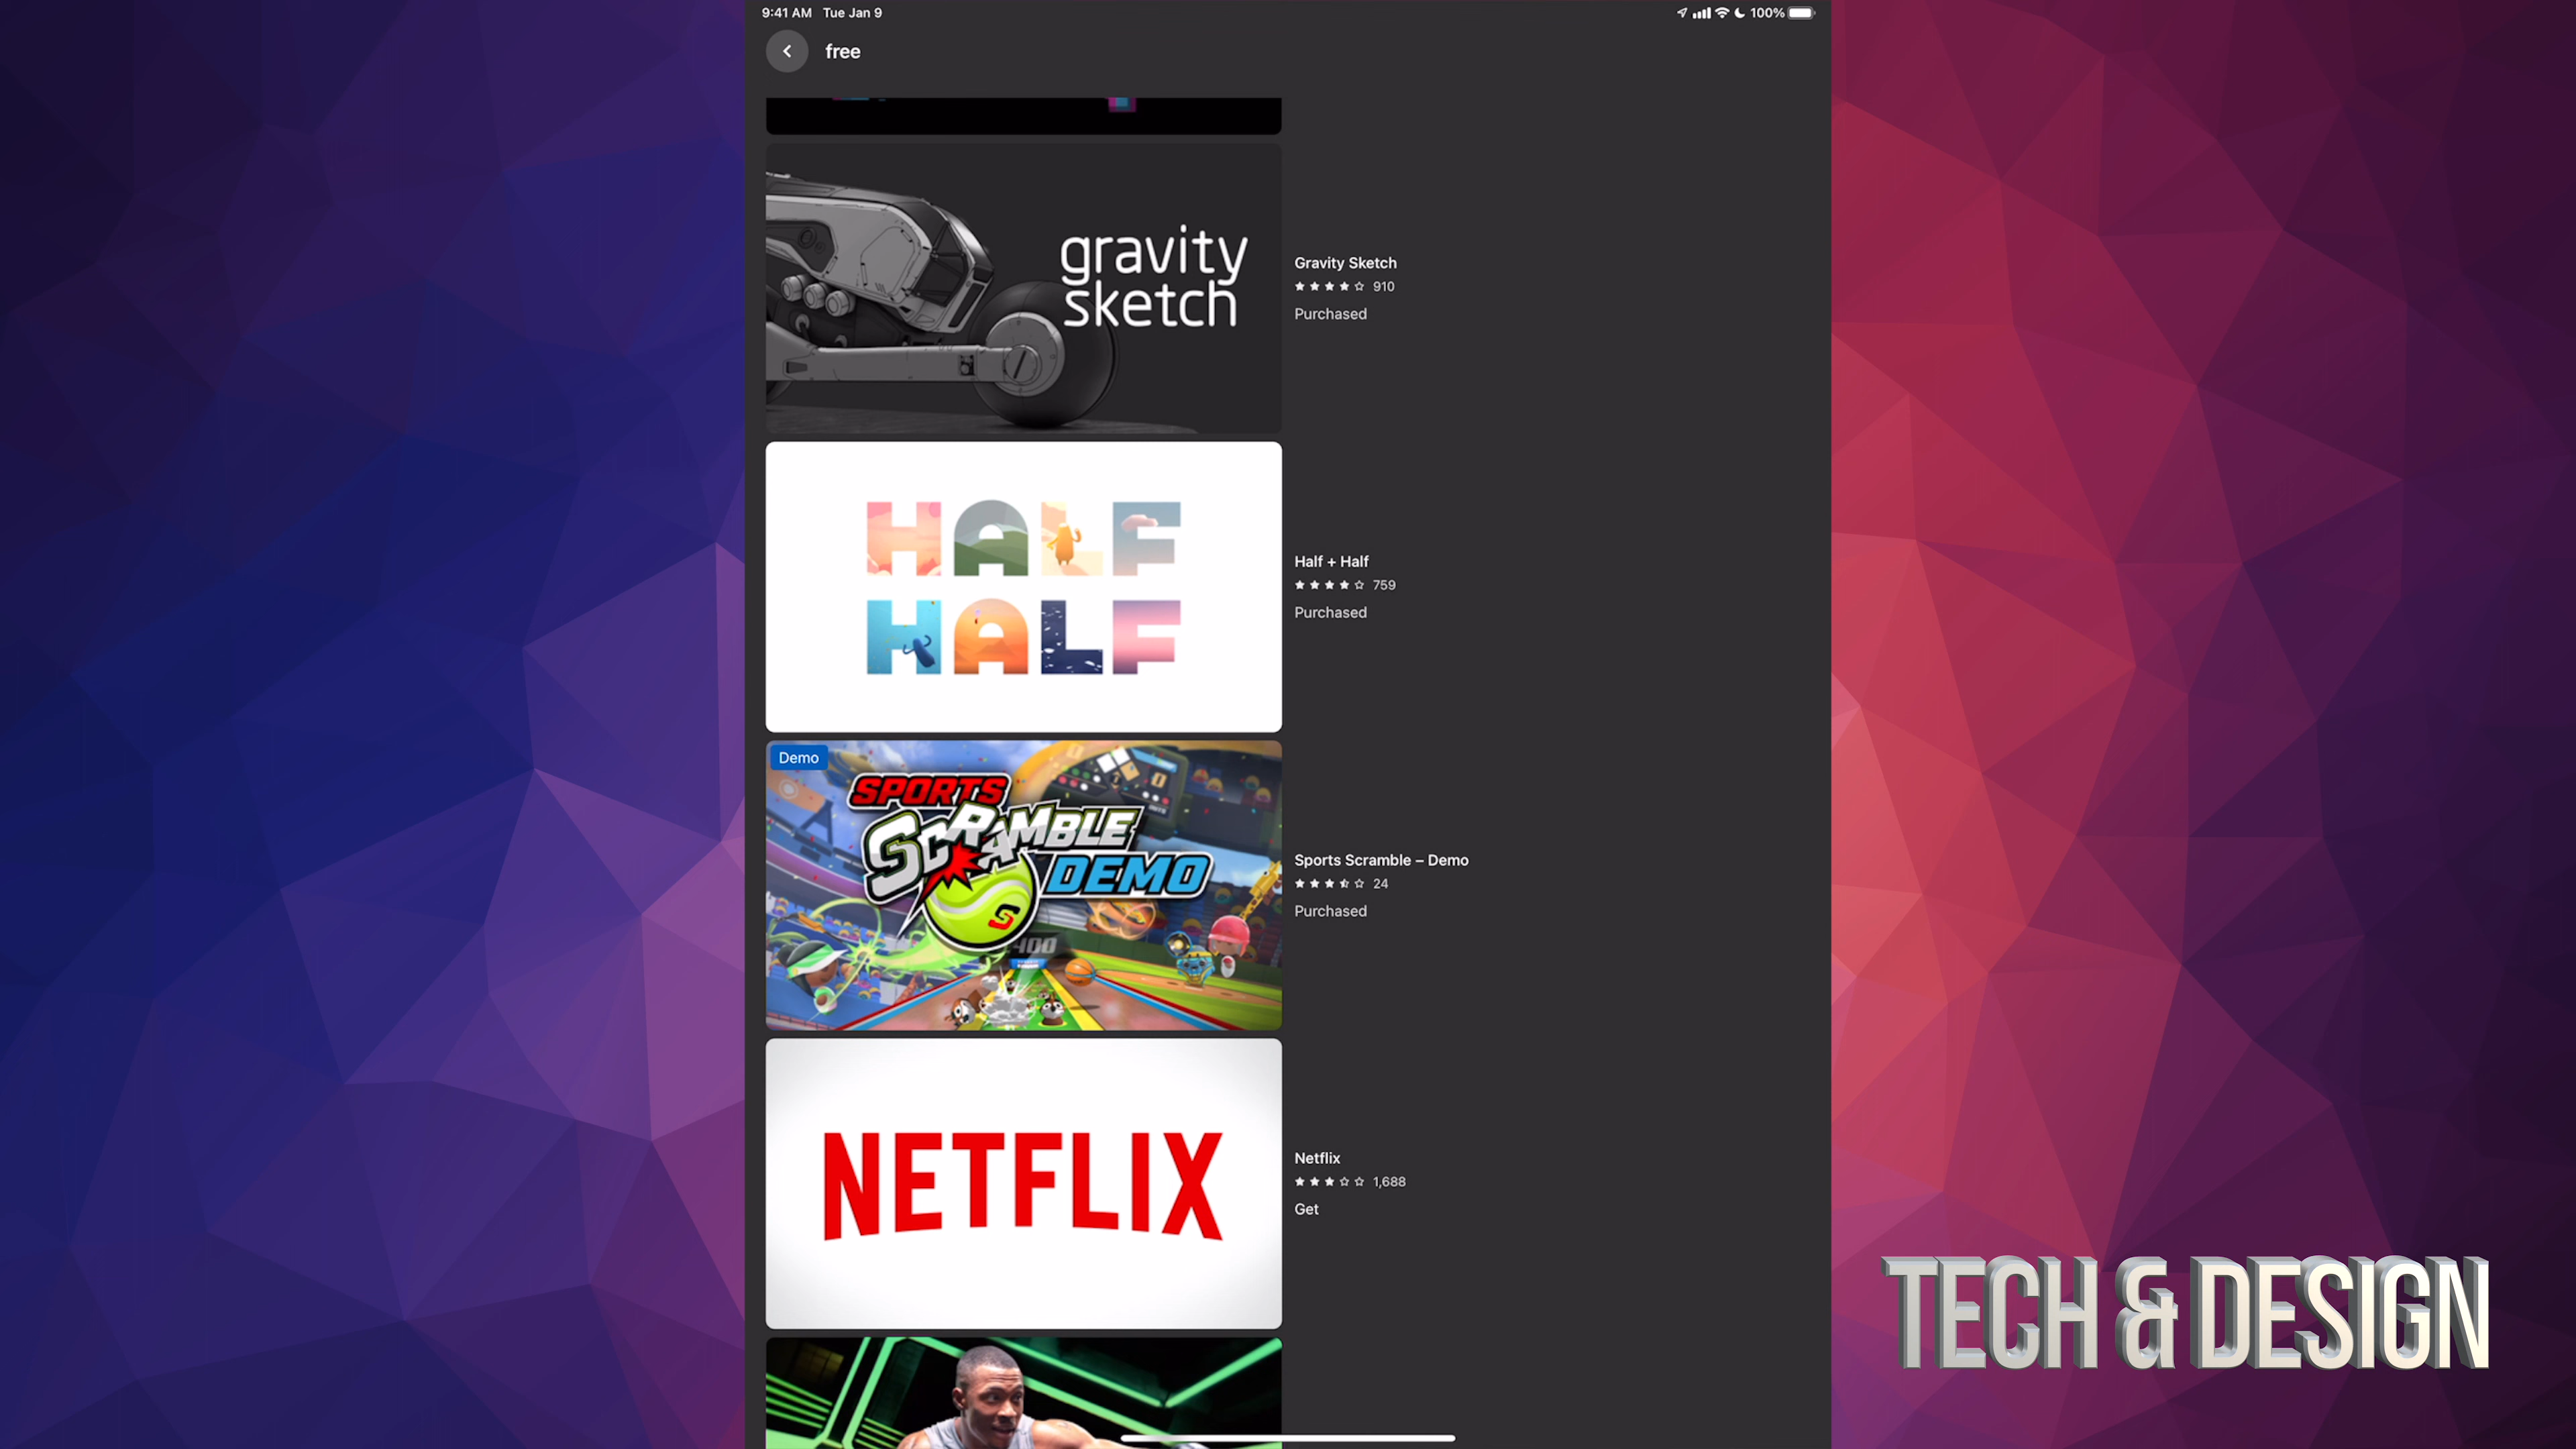 9:41 AM Tue Jan 9
100%
free
gravity
sketch
Gravity Sketch
910
Purchased
HALF
HALF
Half + Half
759
Purchased
Demo
SPORTS
SCRAMBLE
DEMO
S
400
Sports Scramble – Demo
24
Purchased
NETFLIX
Netflix
1,688
Get
TECH & DESIGN